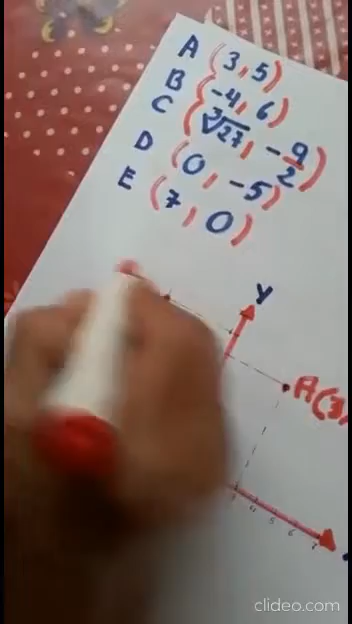 A (3, 5)
B (-4, 6)
C (∛27, -9/2)
D (0, -5)
E (7, 0)
Y
A(3,
clideo.com